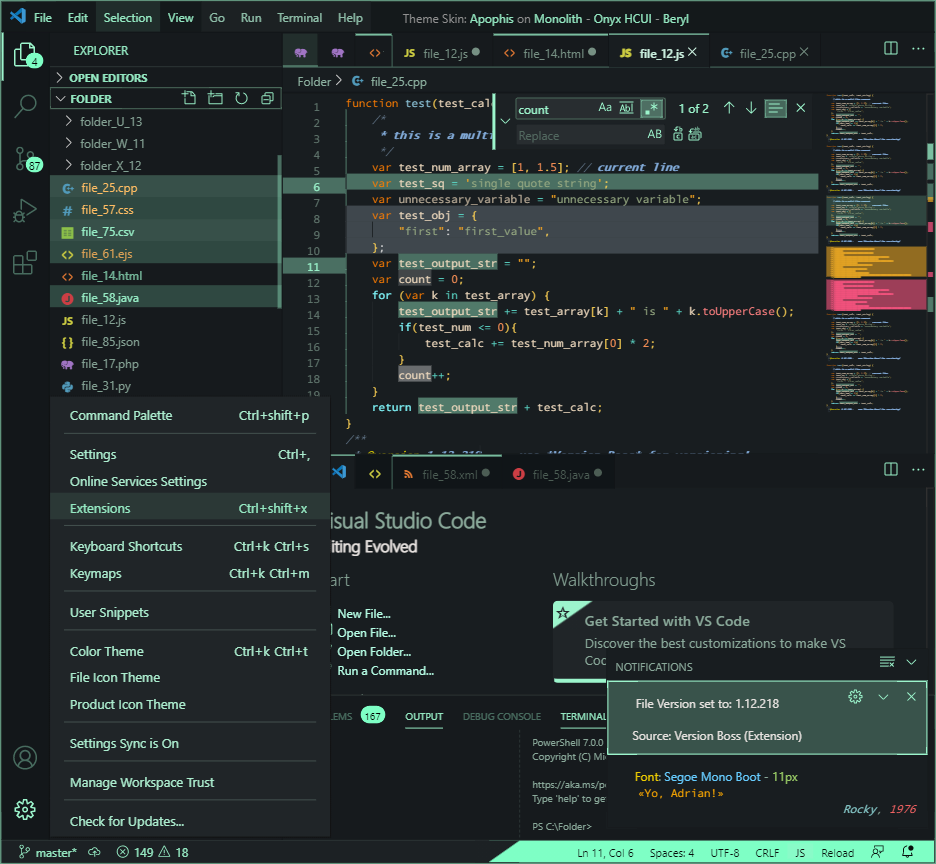 File Edit Selection View Go Run Terminal Help Theme Skin: Apophis on Monolith - Onyx HCUI - Beryl
4
87
EXPLORER
OPEN EDITORS
FOLDER
folder_U_13
folder_W_11
folder_X_12
file_25.cpp
file_57.css
file_75.csv
file_61.ejs
file_14.html
file_58.java
file_12.js
file_85.json
file_17.php
file_31.py
file_12.js file_14.html file_12.js file_25.cpp
Folder > file_25.cpp
count Aa Abl .* 1 of 2
Replace AB
1 function test(test_calc
2 /*
3 * this is a mult
4 */
5 var test_num_array = [1, 1.5]; // current line
6 var test_sq = 'single quote string';
7 var unnecessary_variable = "unnecessary variable";
8 var test_obj = {
9 "first": "first_value",
10 };
11 var test_output_str = "";
12 var count = 0;
13 for (var k in test_array) {
14 test_output_str += test_array[k] + " is " + k.toUpperCase();
15 if(test_num <= 0){
16 test_calc += test_num_array[0] * 2;
17 }
18 count++;
19 }
return test_output_str + test_calc;
}
/**
Command Palette Ctrl+shift+p
Settings Ctrl+,
Online Services Settings
Extensions Ctrl+shift+x
Keyboard Shortcuts Ctrl+k Ctrl+s
Keymaps Ctrl+k Ctrl+m
User Snippets
Color Theme Ctrl+k Ctrl+t
File Icon Theme
Product Icon Theme
Settings Sync is On
Manage Workspace Trust
Check for Updates...
file_58.xml file_58.java
isual Studio Code
iting Evolved
art
New File...
Open File...
Open Folder...
Run a Command...
Walkthroughs
Get Started with VS Code
Discover the best customizations to make VS
Coc
NOTIFICATIONS
File Version set to: 1.12.218
Source: Version Boss (Extension)
Font: Segoe Mono Boot - 11px
«Yo, Adrian!»
Rocky, 1976
LEMS 167 OUTPUT DEBUG CONSOLE TERMINAL
PowerShell 7.0.0
Copyright (C) Mi
https://aka.ms/p
Type 'help' to ge
PS C:\Folder>
master* 149 18 Ln 11, Col 6 Spaces: 4 UTF-8 CRLF JS Reload